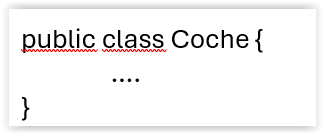 public class Coche {
....
}